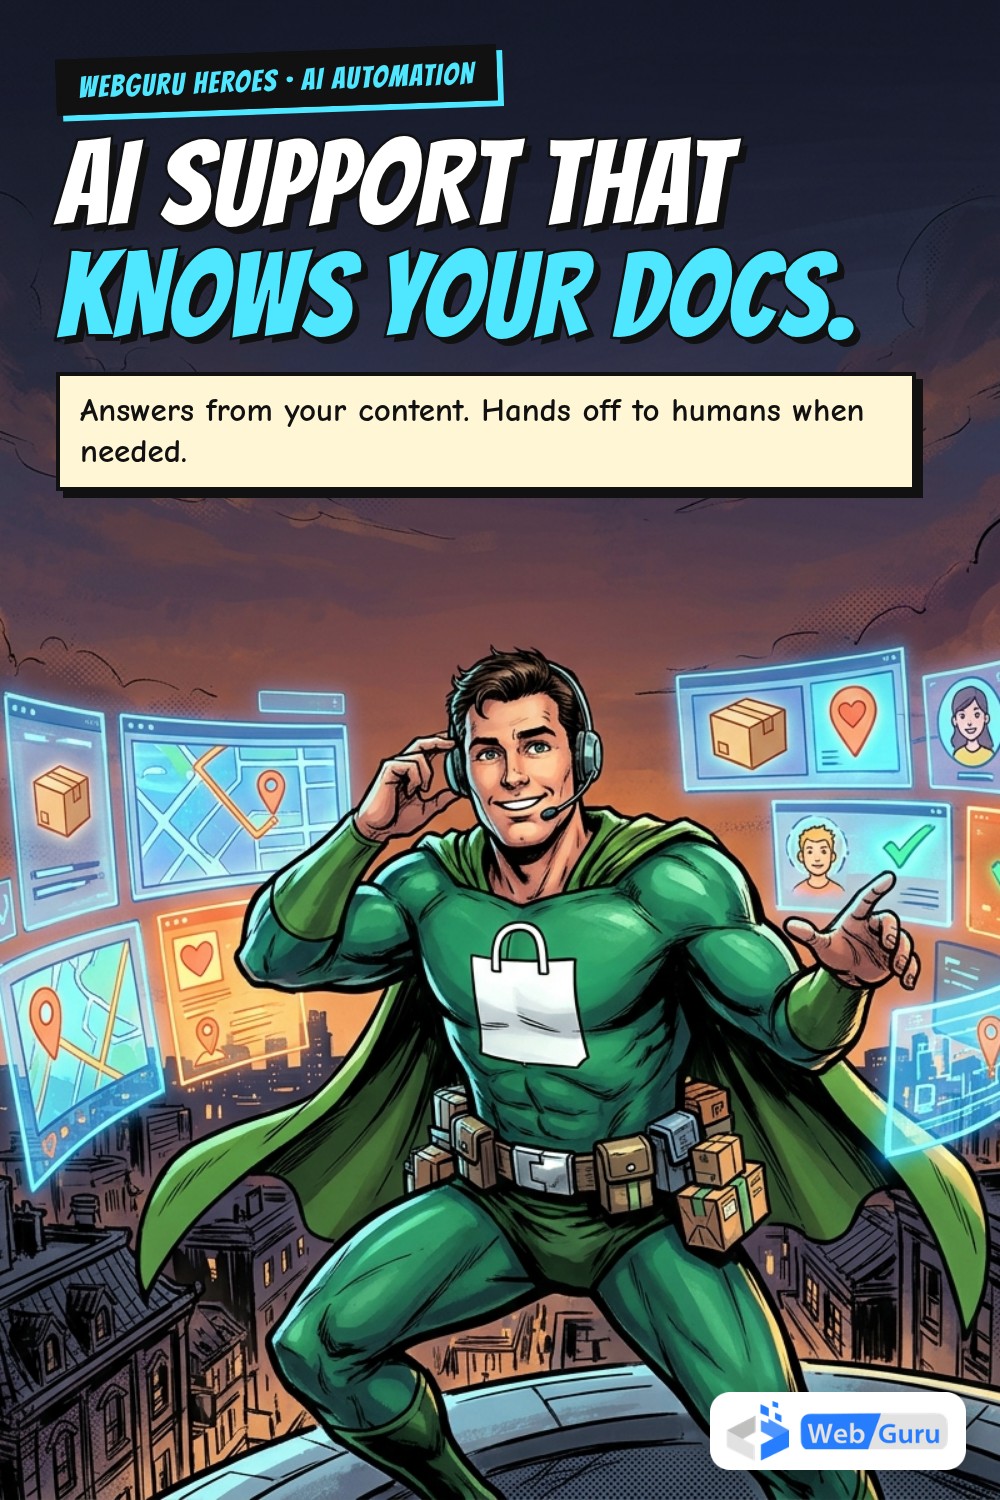 WEBGURU HEROES · AI AUTOMATION
AI SUPPORT THAT
KNOWS YOUR DOCS.
Answers from your content. Hands off to humans when
needed.
Web Guru